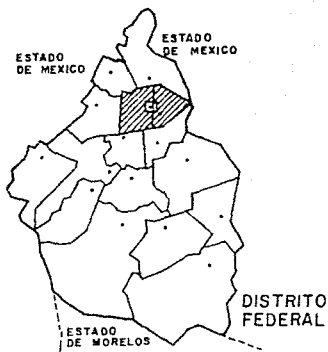 ESTADO
DE MEXICO
ESTADO
DE MEXICO
DISTRITO
FEDERAL
ESTADO
DE MORELOS